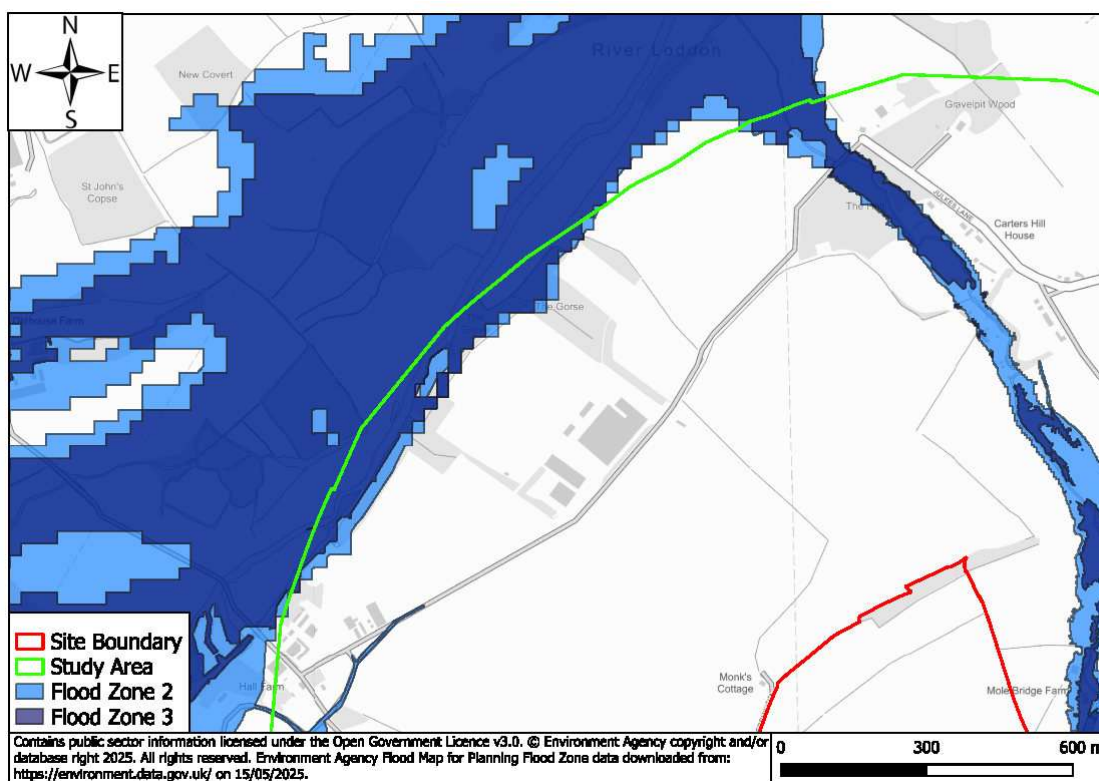 N
W E
S
River Loddon
New Covert
Gravelpit Wood
St John's
Copse
JULKES LANE
The
Carters Hill
House
The Gorse
Farm
Site Boundary
Study Area
Flood Zone 2
Flood Zone 3
Hall Farm
Monk's
Cottage
Mole Bridge Farm
Contains public sector information licensed under the Open Government Licence v3.0. © Environment Agency copyright and/or
database right 2025. All rights reserved. Environment Agency Flood Map for Planning Flood Zone data downloaded from:
https://environment.data.gov.uk/ on 15/05/2025.
0 300 600 m